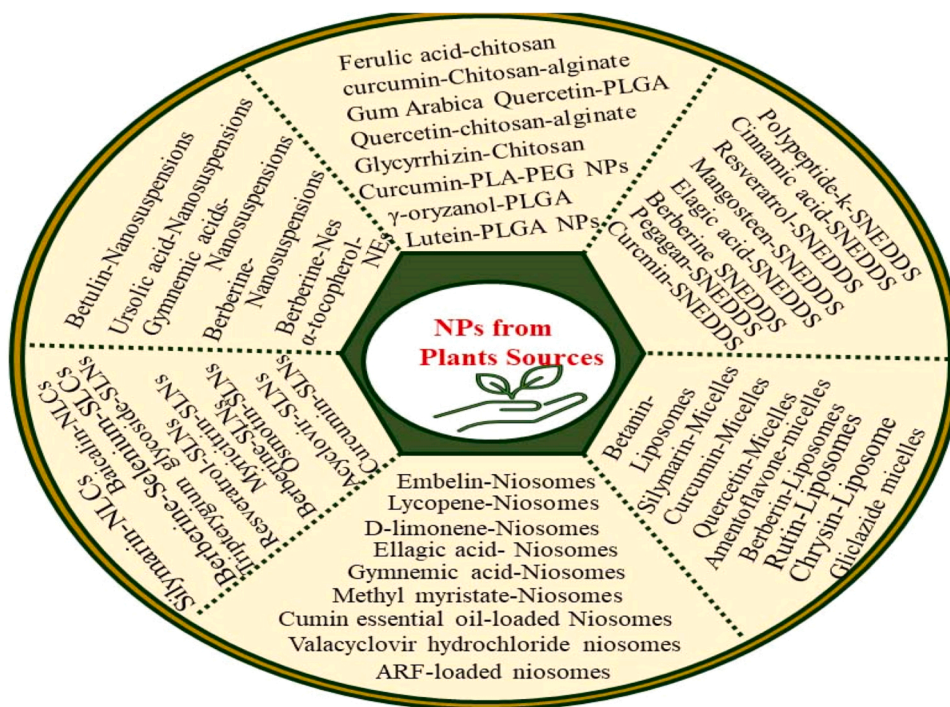 Ferulic acid-chitosan
curcumin-Chitosan-alginate
Gum Arabica Quercetin-PLGA
Quercetin-chitosan-alginate
Glycyrrhizin-Chitosan
Curcumin-PLA-PEG NPs
γ-oryzanol-PLGA
Lutein-PLGA NPs
Polypeptide-k-SNEDDS
Cinnamic acid-SNEDDS
Resveratrol-SNEDDS
Mangosteen-SNEDDS
Elagic acid-SNEDDS
Berberine SNEDDS
Pegagan-SNEDDS
Curcmin-SNEDDS
Betanin-
Liposomes
Silymarin-Micelles
Curcumin-Micelles
Quercetin-Micelles
Amentoflavone-micelles
Berberin-Liposomes
Rutin-Liposomes
Chrysin-Liposome
Gliclazide micelles
Embelin-Niosomes
Lycopene-Niosomes
D-limonene-Niosomes
Ellagic acid- Niosomes
Gymnemic acid-Niosomes
Methyl myristate-Niosomes
Cumin essential oil-loaded Niosomes
Valacyclovir hydrochloride niosomes
ARF-loaded niosomes
Silymarin-NLCs
Baicalin-NLCs
Berberine-Selenium-SLCs
Tripterygium
glycoside-SLNs
Resveratrol-SLNs
Myricitrin-SLNs
Berberine-SLNs
Osmotin-SLNs
Acyclovir-SLNs
Curcumin-SLNs
Betulin-Nanosuspensions
Ursolic acid-Nanosuspensions
Gymnemic acids-
Nanosuspensions
Berberine-
Nanosuspensions
Berberine-Nes
α-tocopherol-
NEs
NPs from
Plants Sources